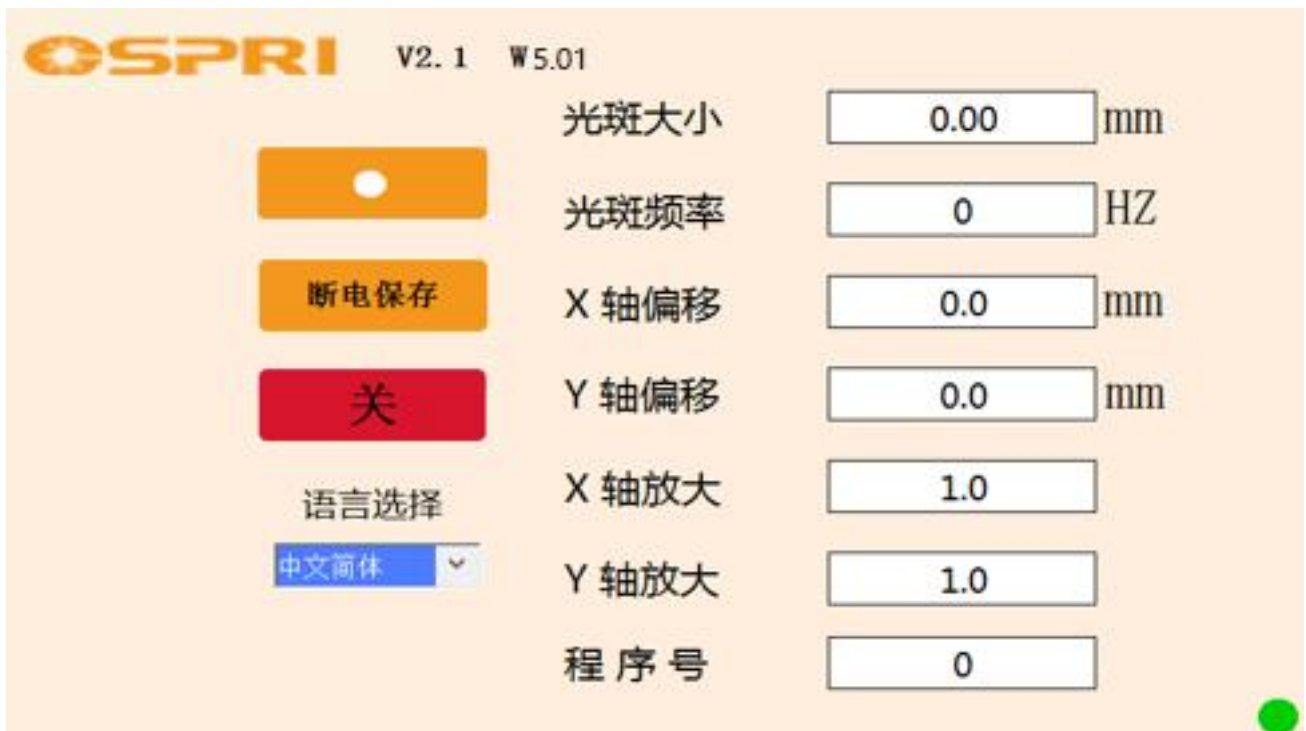 OSPRI V2.1 W5.01
光斑大小 0.00 mm
光斑频率 0 HZ
断电保存
X 轴偏移 0.0 mm
关
Y 轴偏移 0.0 mm
语言选择
X 轴放大 1.0
中文简体
Y 轴放大 1.0
程序号 0